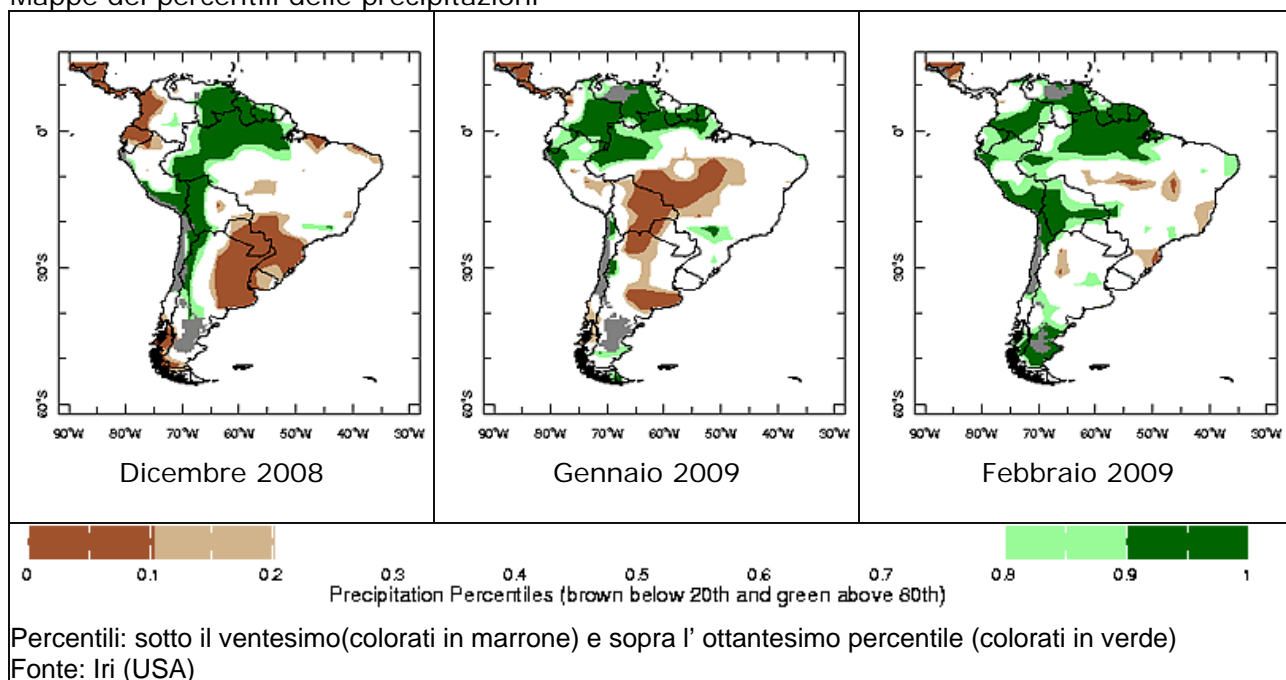 Mappe dei percentili delle precipitazioni
0°
30°S
60°S
90°W 80°W 70°W 60°W 50°W 40°W 30°W
Dicembre 2008
0°
30°S
60°S
90°W 80°W 70°W 60°W 50°W 40°W 30°W
Gennaio 2009
0°
30°S
60°S
90°W 80°W 70°W 60°W 50°W 40°W 30°W
Febbraio 2009
0 0.1 0.2 0.3 0.4 0.5 0.6 0.7 0.8 0.9 1
Precipitation Percentiles (brown below 20th and green above 80th)
Percentili: sotto il ventesimo(colorati in marrone) e sopra l’ ottantesimo percentile (colorati in verde)
Fonte: Iri (USA)